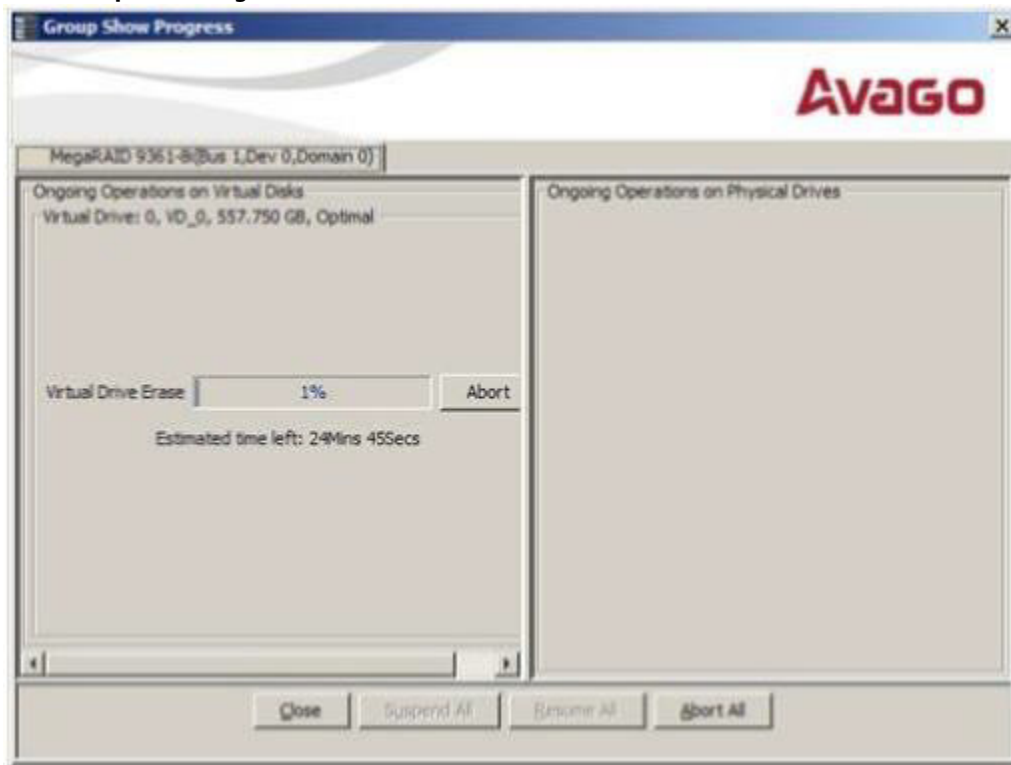 Group Show Progress
Avago
MegaRAID 9361-8i(Bus 1,Dev 0,Domain 0)
Ongoing Operations on Virtual Disks
Virtual Drive: 0, VD_0, 557.750 GB, Optimal
Virtual Drive Erase 1% Abort
Estimated time left: 24Mins 45Secs
Ongoing Operations on Physical Drives
Close Suspend All Resume All Abort All